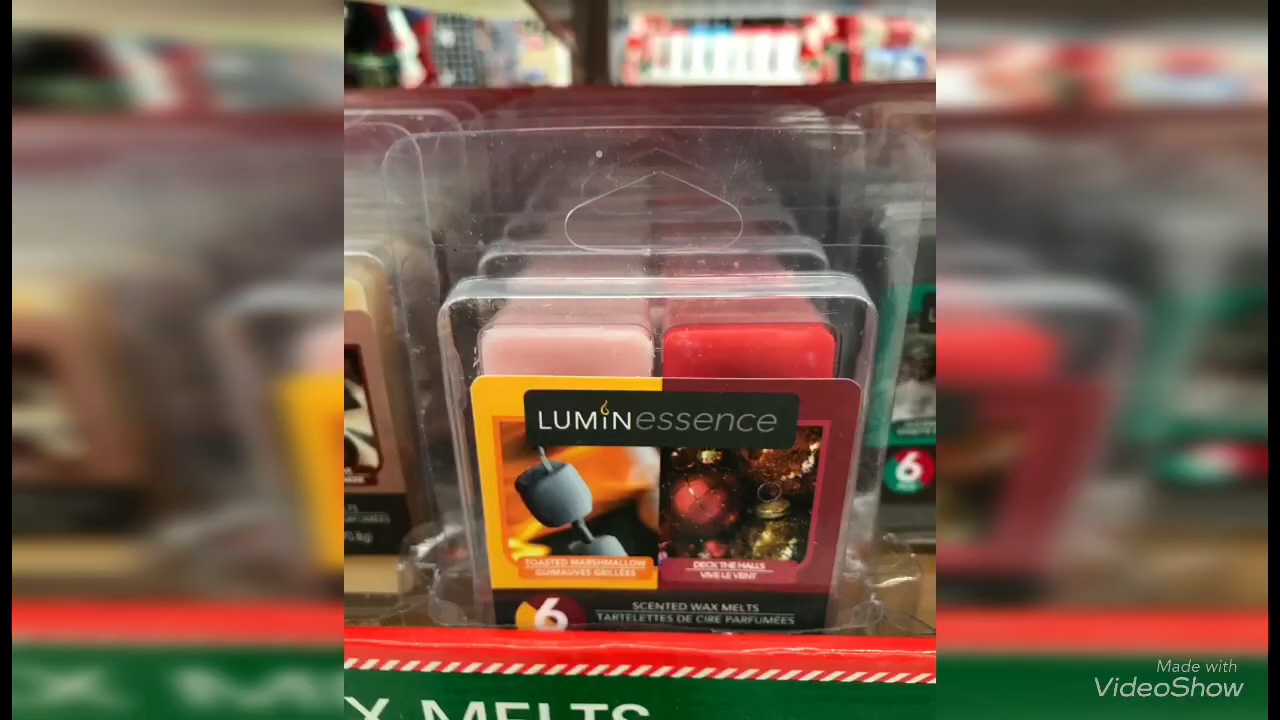 LUMiNessence
TOASTED MARSHMALLOW
GUIMAUVES GRILLÉES
DECK THE HALLS
VIVE LE VENT
6
SCENTED WAX MELTS
TARTELETTES DE CIRE PARFUMÉES
6
X MELTS
Made with
VideoShow